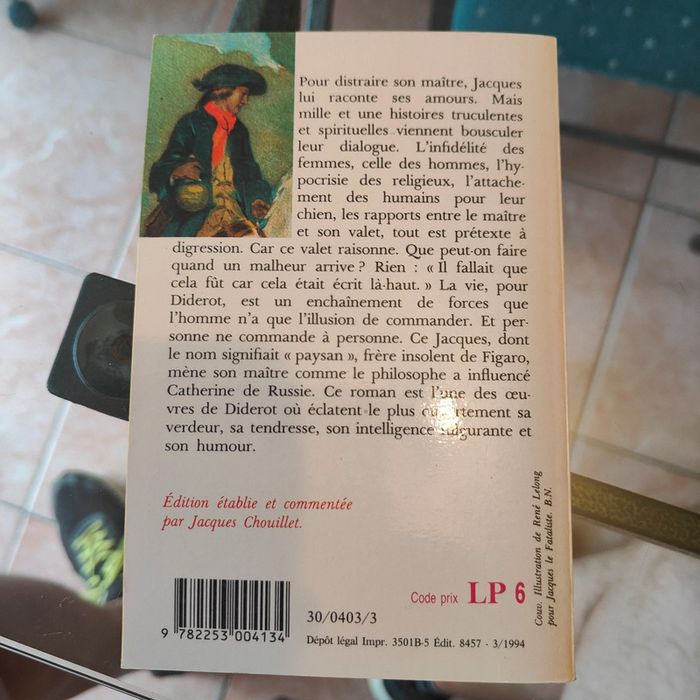 Pour distraire son maître, Jacques
lui raconte ses amours. Mais
mille et une histoires truculentes
et spirituelles viennent bousculer
leur dialogue. L'infidélité des
femmes, celle des hommes, l'hy-
pocrisie des religieux, l'attache-
ment des humains pour leur
chien, les rapports entre le maître
et son valet, tout est prétexte à
digression. Car ce valet raisonne. Que peut-on faire
quand un malheur arrive ? Rien : « Il fallait que
cela fût car cela était écrit là-haut. » La vie, pour
Diderot, est un enchaînement de forces que
l'homme n'a que l'illusion de commander. Et per-
sonne ne commande à personne. Ce Jacques, dont
le nom signifiait « paysan », frère insolent de Figaro,
mène son maître comme le philosophe a influencé
Catherine de Russie. Ce roman est l'une des œu-
vres de Diderot où éclatent le plus ouvertement sa
verdeur, sa tendresse, son intelligence fulgurante et
son humour.
Édition établie et commentée
par Jacques Chouillet.
Couv. Illustration de René Lelong
pour Jacques le Fataliste. B.N.
Code prix LP 6
30/0403/3
9 782253 004134
Dépôt légal Impr. 3501B-5 Édit. 8457 - 3/1994